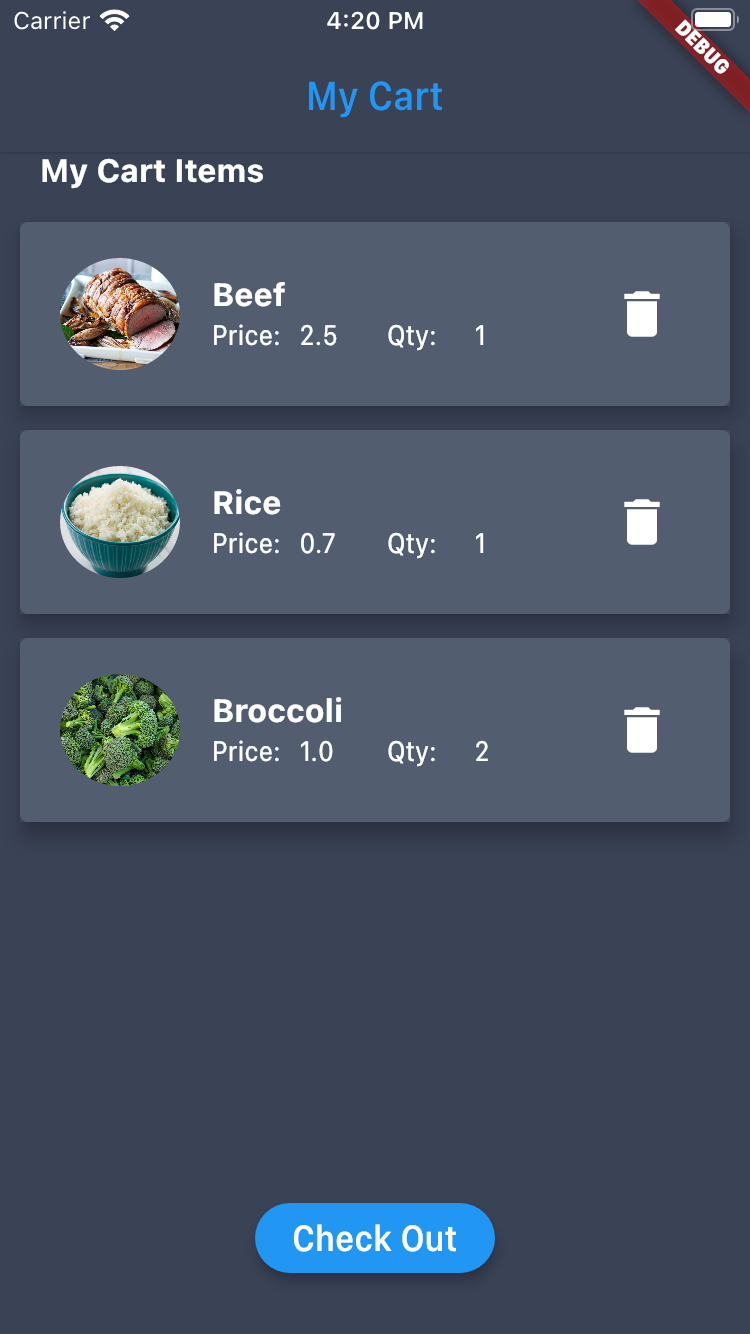 Carrier 4:20 PM
DEBUG
My Cart
My Cart Items
Beef
Price: 2.5 Qty: 1
Rice
Price: 0.7 Qty: 1
Broccoli
Price: 1.0 Qty: 2
Check Out